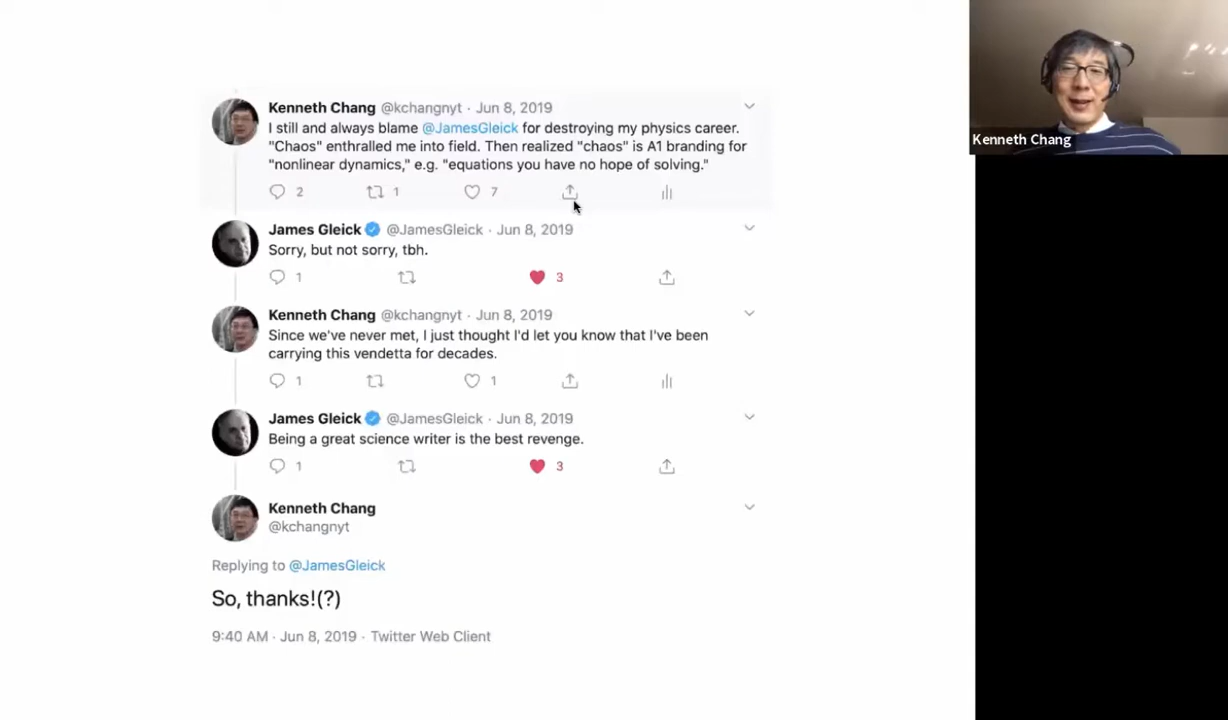 Kenneth Chang @kchangnyt · Jun 8, 2019
I still and always blame @JamesGleick for destroying my physics career.
"Chaos" enthralled me into field. Then realized "chaos" is A1 branding for
"nonlinear dynamics," e.g. "equations you have no hope of solving."
2 1 7
James Gleick @JamesGleick · Jun 8, 2019
Sorry, but not sorry, tbh.
1 3
Kenneth Chang @kchangnyt · Jun 8, 2019
Since we've never met, I just thought I'd let you know that I've been
carrying this vendetta for decades.
1 1
James Gleick @JamesGleick · Jun 8, 2019
Being a great science writer is the best revenge.
1 3
Kenneth Chang
@kchangnyt
Replying to @JamesGleick
So, thanks!(?)
9:40 AM · Jun 8, 2019 · Twitter Web Client
Kenneth Chang